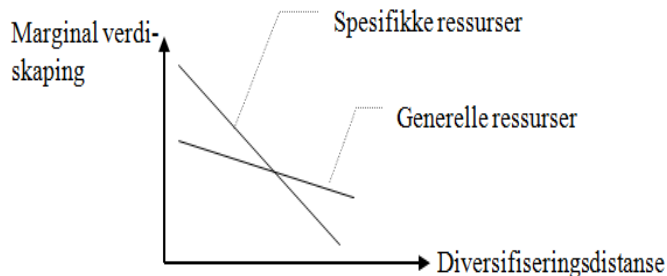 Marginal verdi-
skaping
Spesifikke ressurser
Generelle ressurser
Diversifiseringsdistanse